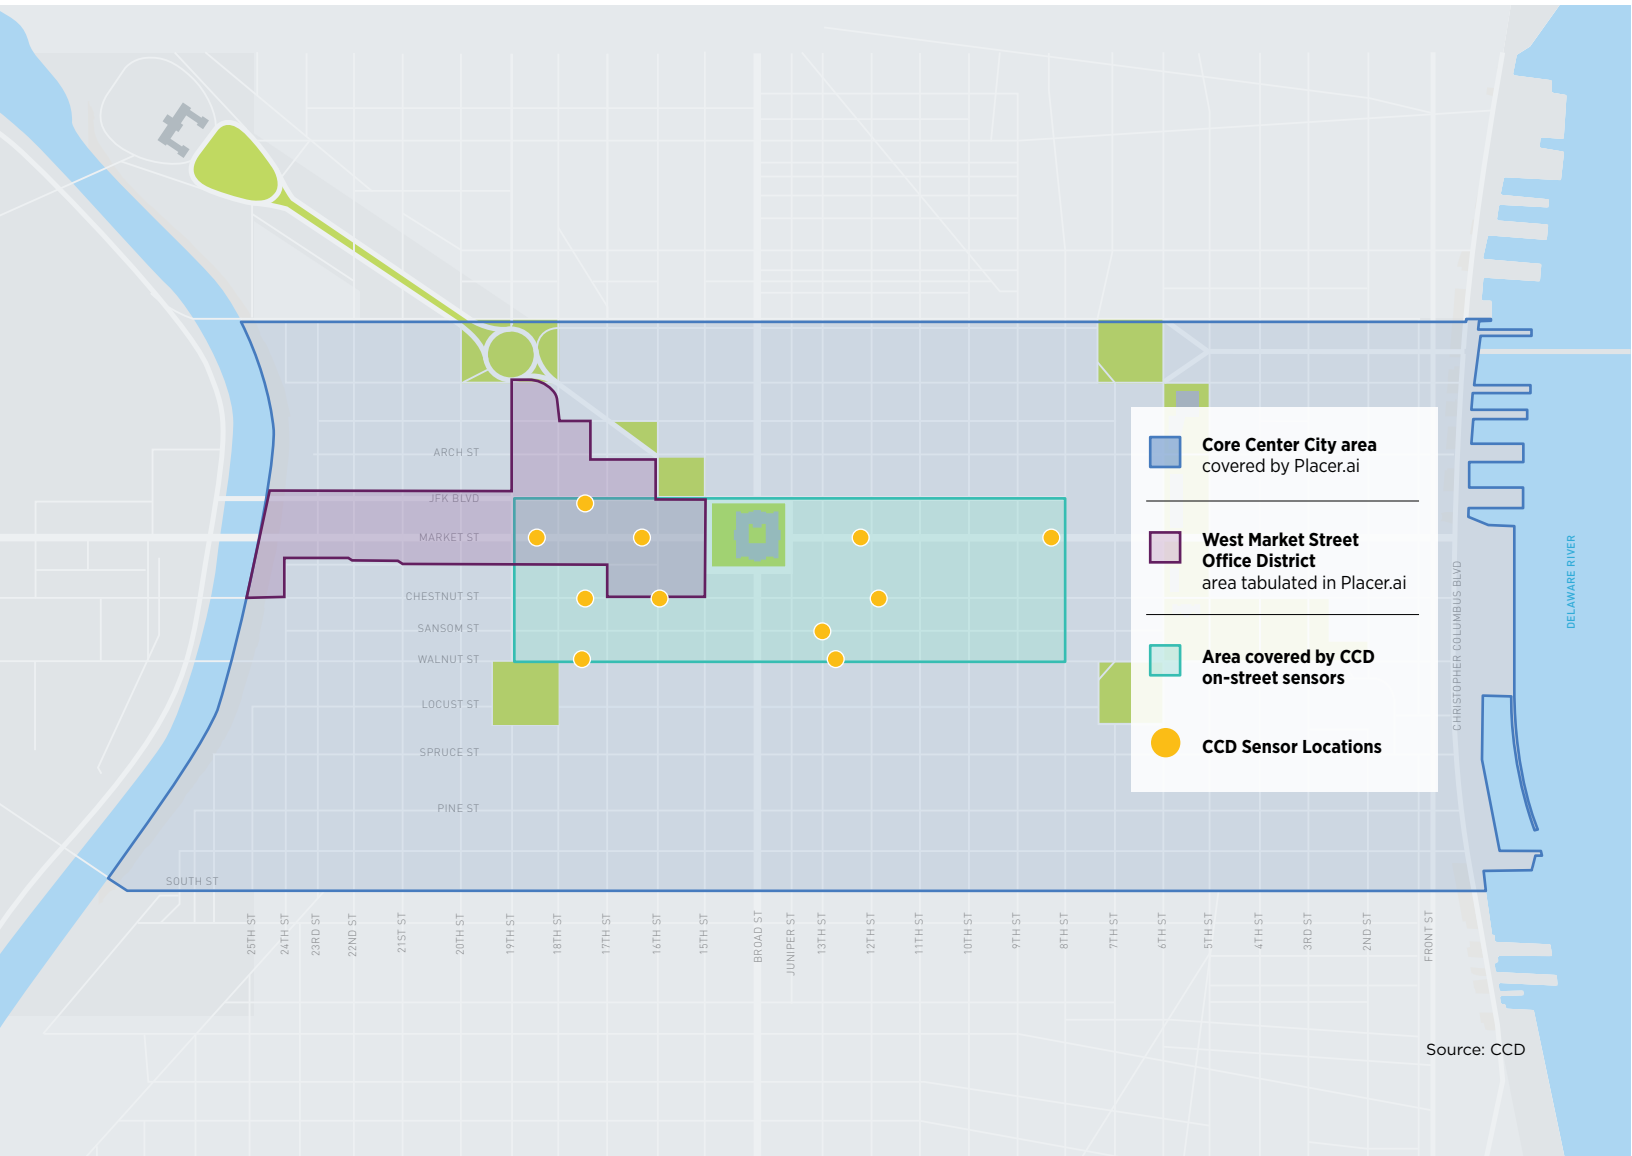 ARCH ST
JFK BLVD
MARKET ST
CHESTNUT ST
SANSOM ST
WALNUT ST
LOCUST ST
SPRUCE ST
PINE ST
SOUTH ST
25TH ST
24TH ST
23RD ST
22ND ST
21ST ST
20TH ST
19TH ST
18TH ST
17TH ST
16TH ST
15TH ST
BROAD ST
JUNIPER ST
13TH ST
12TH ST
11TH ST
10TH ST
9TH ST
8TH ST
7TH ST
6TH ST
5TH ST
4TH ST
3RD ST
2ND ST
FRONT ST
Core Center City area
covered by Placer.ai
West Market Street
Office District
area tabulated in Placer.ai
Area covered by CCD
on-street sensors
CCD Sensor Locations
CHRISTOPHER COLUMBUS BLVD
DELAWARE RIVER
Source: CCD